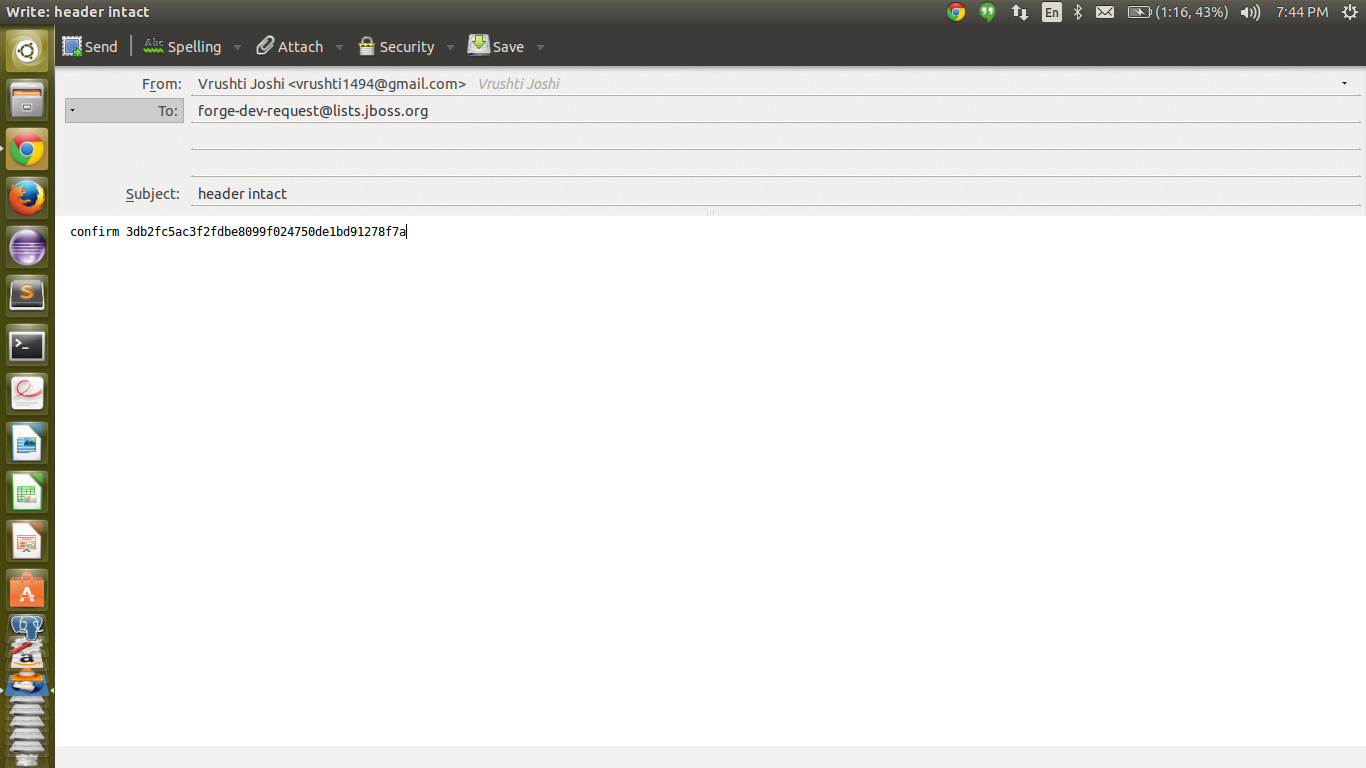 Write: header intact
En
(1:16, 43%)
7:44 PM
Send
Abc
Spelling
Attach
Security
Save
From: Vrushti Joshi <vrushti1494@gmail.com> Vrushti Joshi
To: forge-dev-request@lists.jboss.org
Subject: header intact
confirm 3db2fc5ac3f2fdbe8099f024750de1bd91278f7a
S
>_
A
a